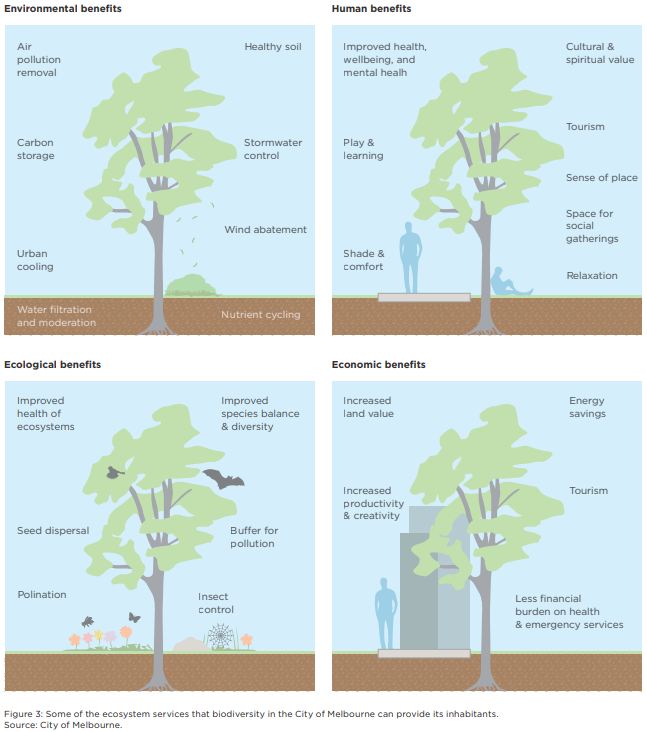 Environmental benefits
Air
pollution
removal
Healthy soil
Carbon
storage
Stormwater
control
Wind abatement
Urban
cooling
Water filtration
and moderation
Nutrient cycling
Human benefits
Improved health,
wellbeing, and
mental healh
Cultural &
spiritual value
Tourism
Play &
learning
Sense of place
Space for
social
gatherings
Shade &
comfort
Relaxation
Ecological benefits
Improved
health of
ecosystems
Improved
species balance
& diversity
Seed dispersal
Buffer for
pollution
Polination
Insect
control
Economic benefits
Increased
land value
Energy
savings
Increased
productivity
& creativity
Tourism
Less financial
burden on health
& emergency services
Figure 3: Some of the ecosystem services that biodiversity in the City of Melbourne can provide its inhabitants.
Source: City of Melbourne.